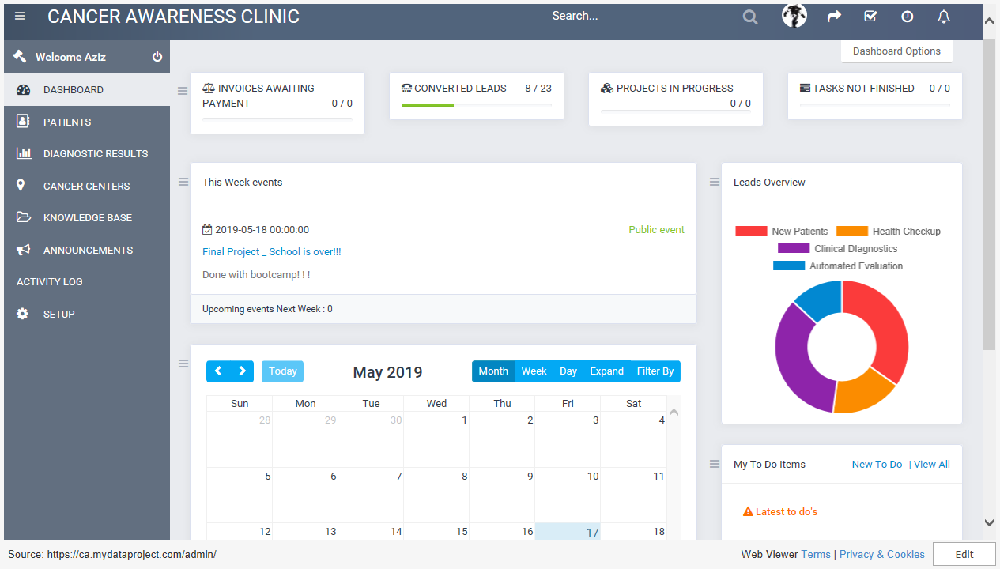 CANCER AWARENESS CLINIC
Search...
Welcome Aziz
Dashboard Options
DASHBOARD
PATIENTS
DIAGNOSTIC RESULTS
CANCER CENTERS
KNOWLEDGE BASE
ANNOUNCEMENTS
ACTIVITY LOG
SETUP
INVOICES AWAITING
PAYMENT 0 / 0
CONVERTED LEADS 8 / 23
PROJECTS IN PROGRESS
0 / 0
TASKS NOT FINISHED 0 / 0
This Week events
2019-05-18 00:00:00 Public event
Final Project _ School is over!!!
Done with bootcamp! ! !
Upcoming events Next Week : 0
Leads Overview
New Patients Health Checkup
Clinical DIagnostics
Automated Evaluation
Today May 2019 Month Week Day Expand Filter By
Sun Mon Tue Wed Thu Fri Sat
28 29 30 1 2 3 4
5 6 7 8 9 10 11
12 13 14 15 16 17 18
My To Do Items New To Do | View All
Latest to do's
Source: https://ca.mydataproject.com/admin/
Web Viewer Terms | Privacy & Cookies Edit